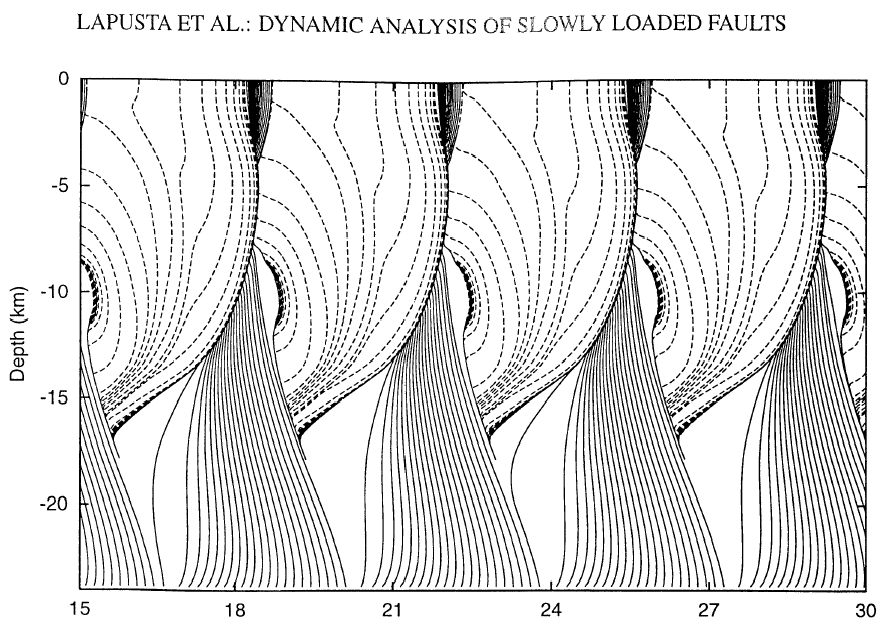 LAPUSTA ET AL.: DYNAMIC ANALYSIS OF SLOWLY LOADED FAULTS
0
-5
-10
-15
-20
Depth (km)
15 18 21 24 27 30